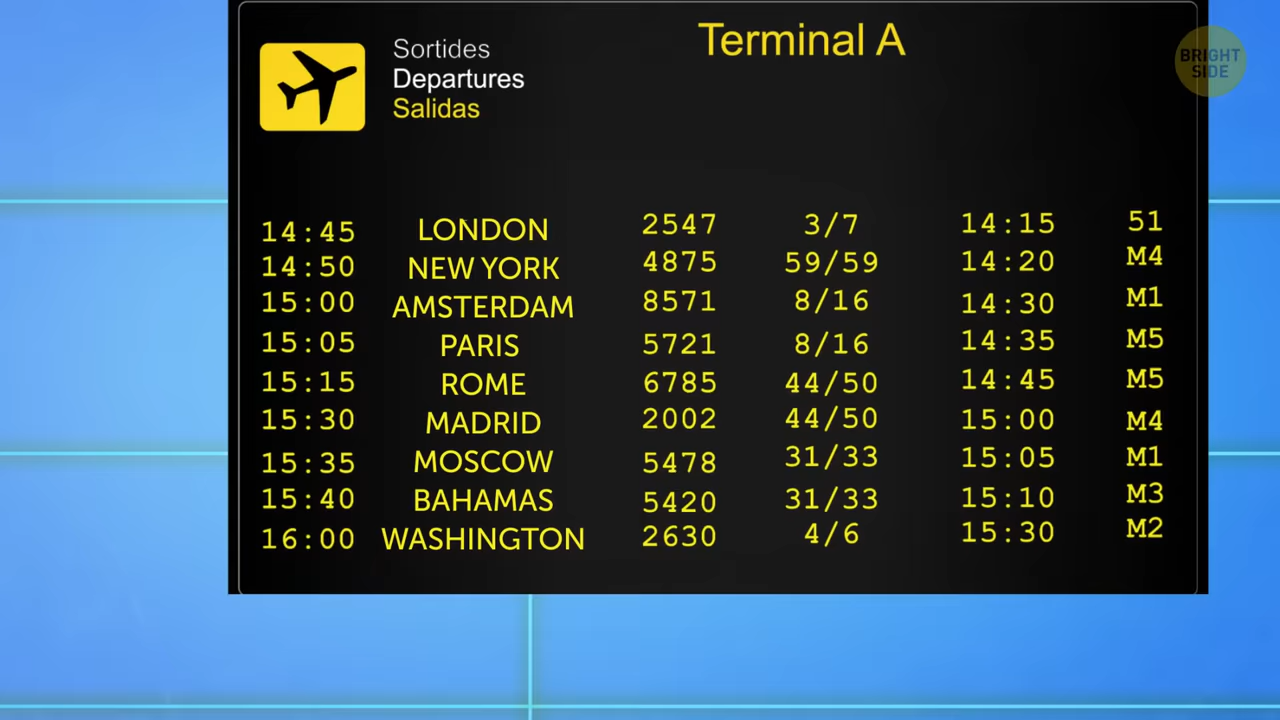 Terminal A
BRIGHT
SIDE
Sortides
Departures
Salidas
14:45 LONDON 2547 3/7 14:15 51
14:50 NEW YORK 4875 59/59 14:20 M4
15:00 AMSTERDAM 8571 8/16 14:30 M1
15:05 PARIS 5721 8/16 14:35 M5
15:15 ROME 6785 44/50 14:45 M5
15:30 MADRID 2002 44/50 15:00 M4
15:35 MOSCOW 5478 31/33 15:05 M1
15:40 BAHAMAS 5420 31/33 15:10 M3
16:00 WASHINGTON 2630 4/6 15:30 M2